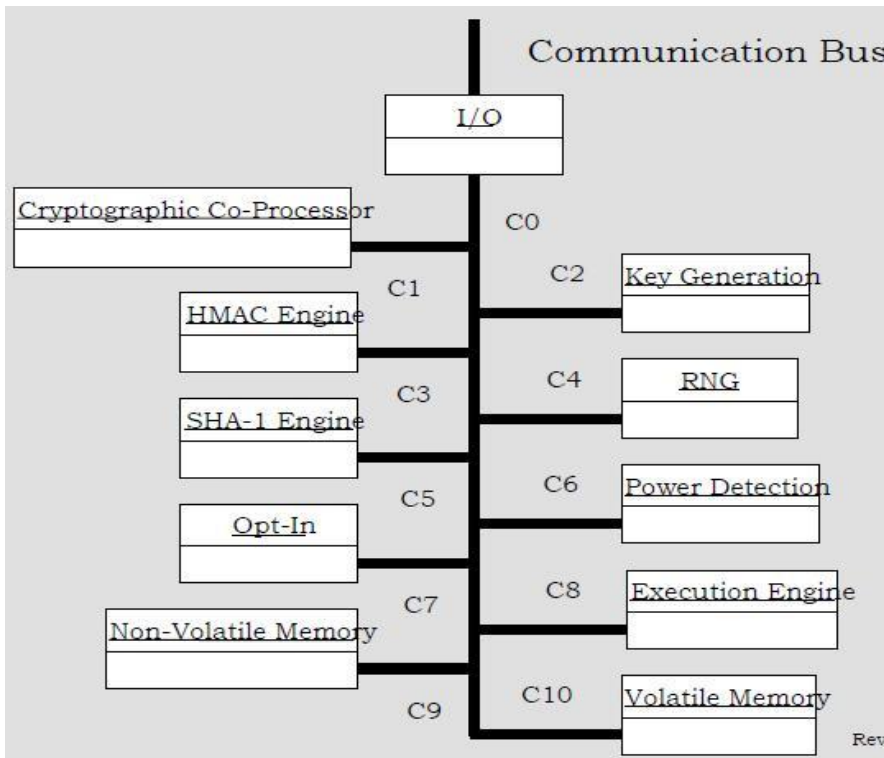 Communication Bus
I/O
Cryptographic Co-Processor
C0
C1
C2
Key Generation
HMAC Engine
C3
C4
RNG
SHA-1 Engine
C5
C6
Power Detection
Opt-In
C7
C8
Execution Engine
Non-Volatile Memory
C9
C10
Volatile Memory
Rev